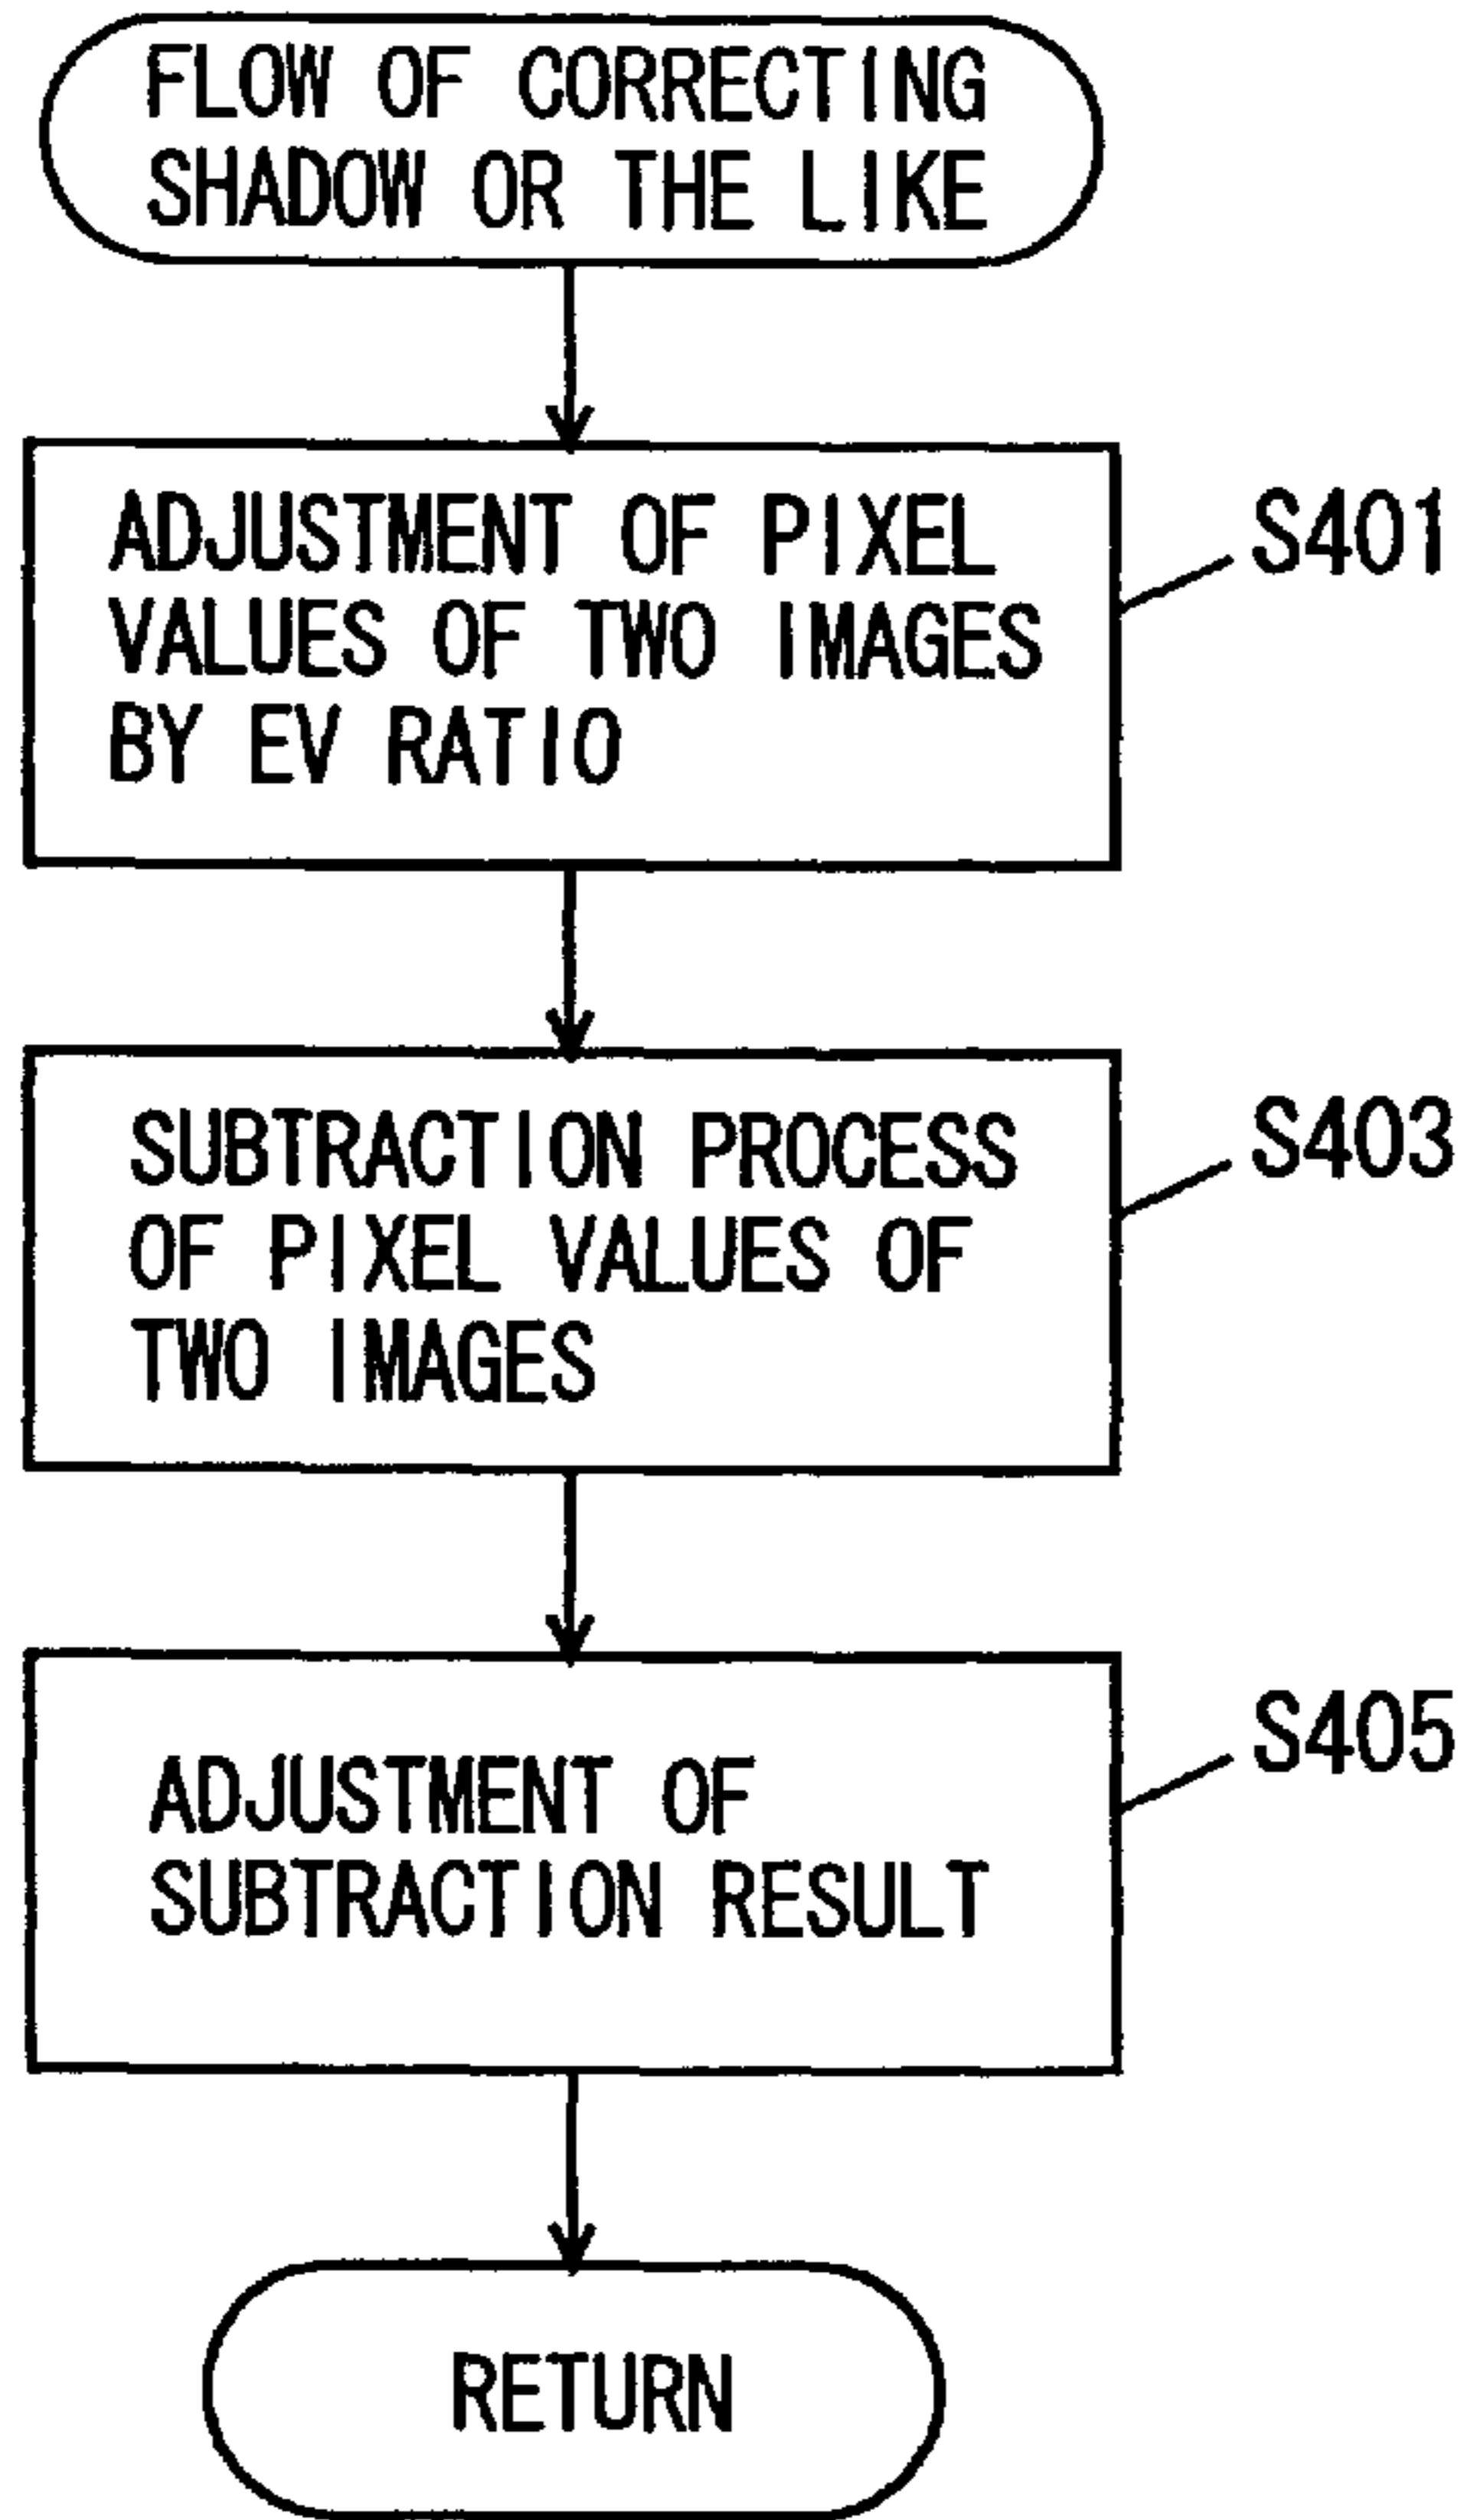 FLOW OF CORRECTING
SHADOW OR THE LIKE
ADJUSTMENT OF PIXEL
VALUES OF TWO IMAGES
BY EV RATIO
S401
SUBTRACTION PROCESS
OF PIXEL VALUES OF
TWO IMAGES
S403
ADJUSTMENT OF
SUBTRACTION RESULT
S405
RETURN